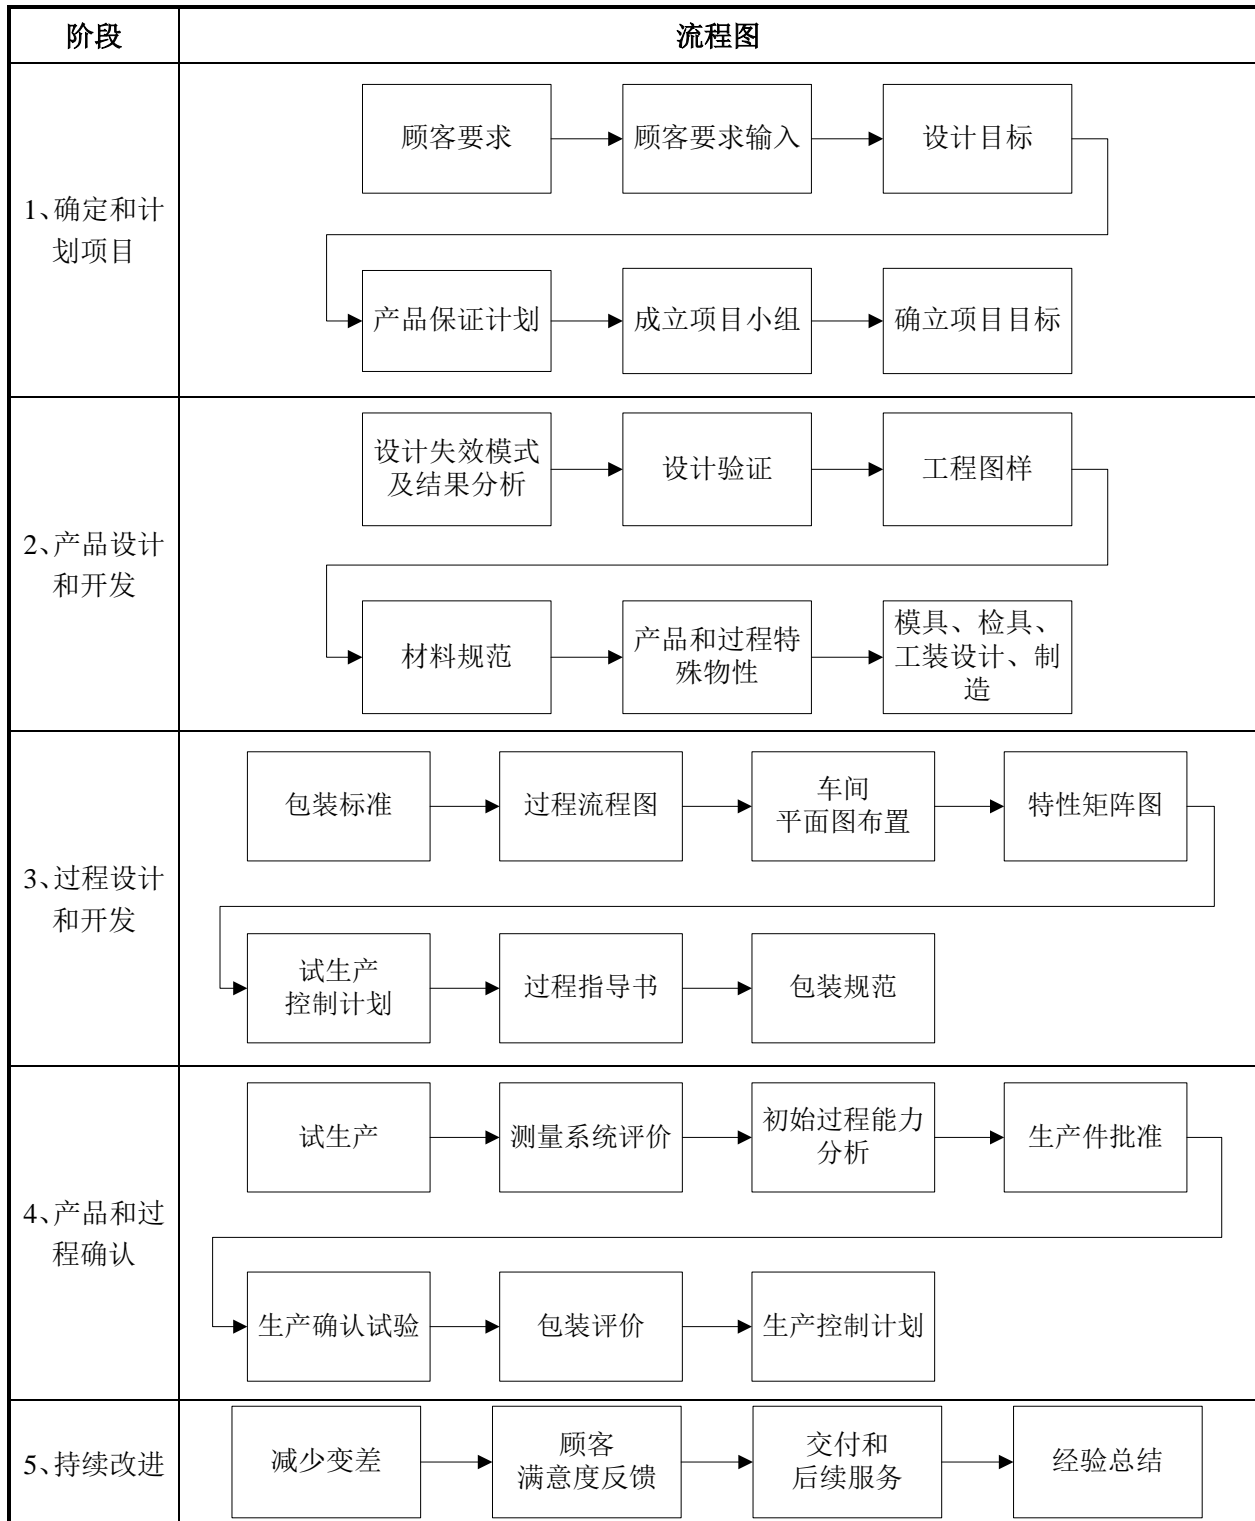 阶段
流程图
1、确定和计
划项目
顾客要求
顾客要求输入
设计目标
产品保证计划
成立项目小组
确立项目目标
2、产品设计
和开发
设计失效模式
及结果分析
设计验证
工程图样
材料规范
产品和过程特
殊物性
模具、检具、
工装设计、制
造
3、过程设计
和开发
包装标准
过程流程图
车间
平面图布置
特性矩阵图
试生产
控制计划
过程指导书
包装规范
4、产品和过
程确认
试生产
测量系统评价
初始过程能力
分析
生产件批准
生产确认试验
包装评价
生产控制计划
5、持续改进
减少变差
顾客
满意度反馈
交付和
后续服务
经验总结